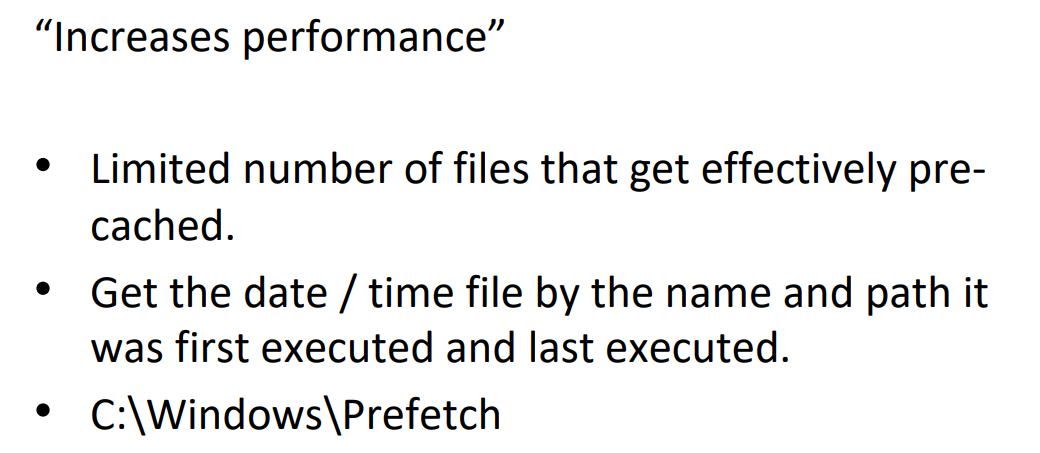 “Increases performance”
• Limited number of files that get effectively pre-
cached.
• Get the date / time file by the name and path it
was first executed and last executed.
• C:\Windows\Prefetch